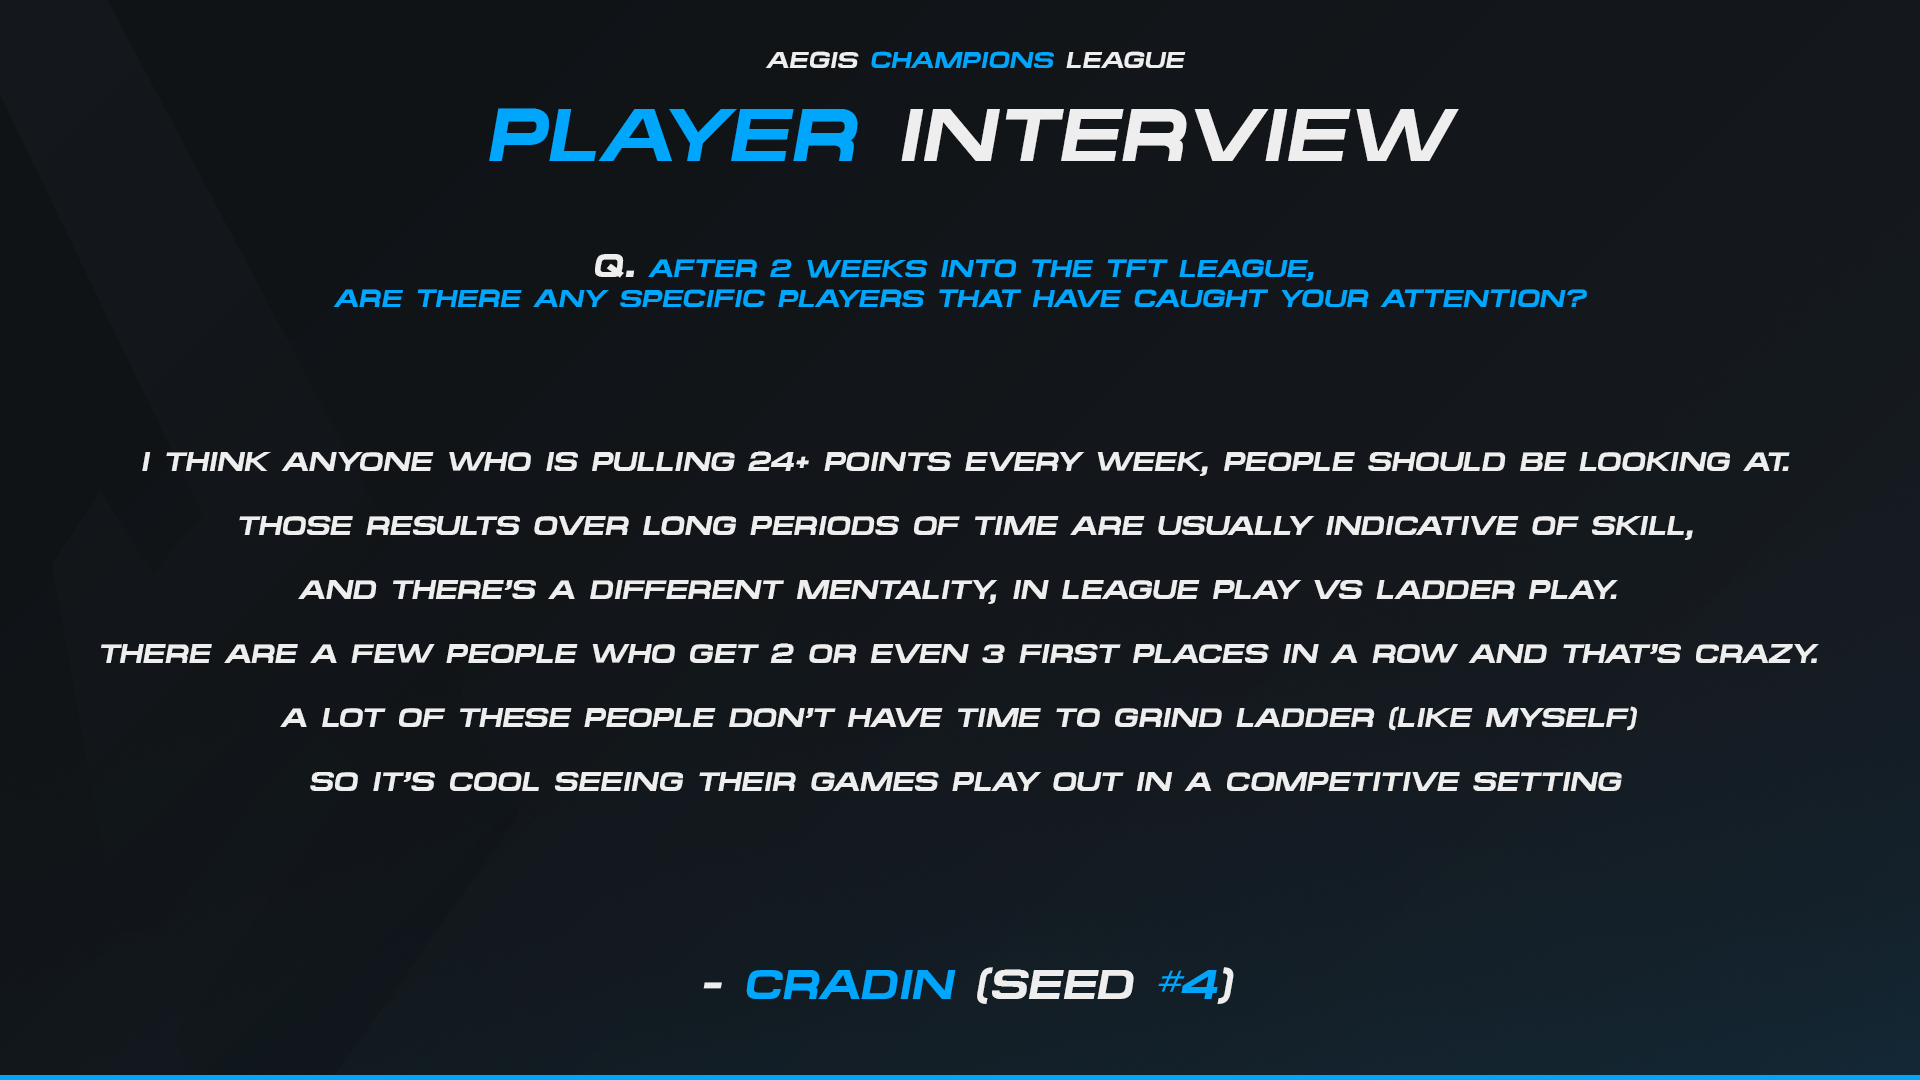 AEGIS CHAMPIONS LEAGUE
PLAYER INTERVIEW
Q. AFTER 2 WEEKS INTO THE TFT LEAGUE,
ARE THERE ANY SPECIFIC PLAYERS THAT HAVE CAUGHT YOUR ATTENTION?
I THINK ANYONE WHO IS PULLING 24+ POINTS EVERY WEEK, PEOPLE SHOULD BE LOOKING AT.
THOSE RESULTS OVER LONG PERIODS OF TIME ARE USUALLY INDICATIVE OF SKILL,
AND THERE’S A DIFFERENT MENTALITY, IN LEAGUE PLAY VS LADDER PLAY.
THERE ARE A FEW PEOPLE WHO GET 2 OR EVEN 3 FIRST PLACES IN A ROW AND THAT’S CRAZY.
A LOT OF THESE PEOPLE DON’T HAVE TIME TO GRIND LADDER (LIKE MYSELF)
SO IT’S COOL SEEING THEIR GAMES PLAY OUT IN A COMPETITIVE SETTING
- CRADIN (SEED #4)